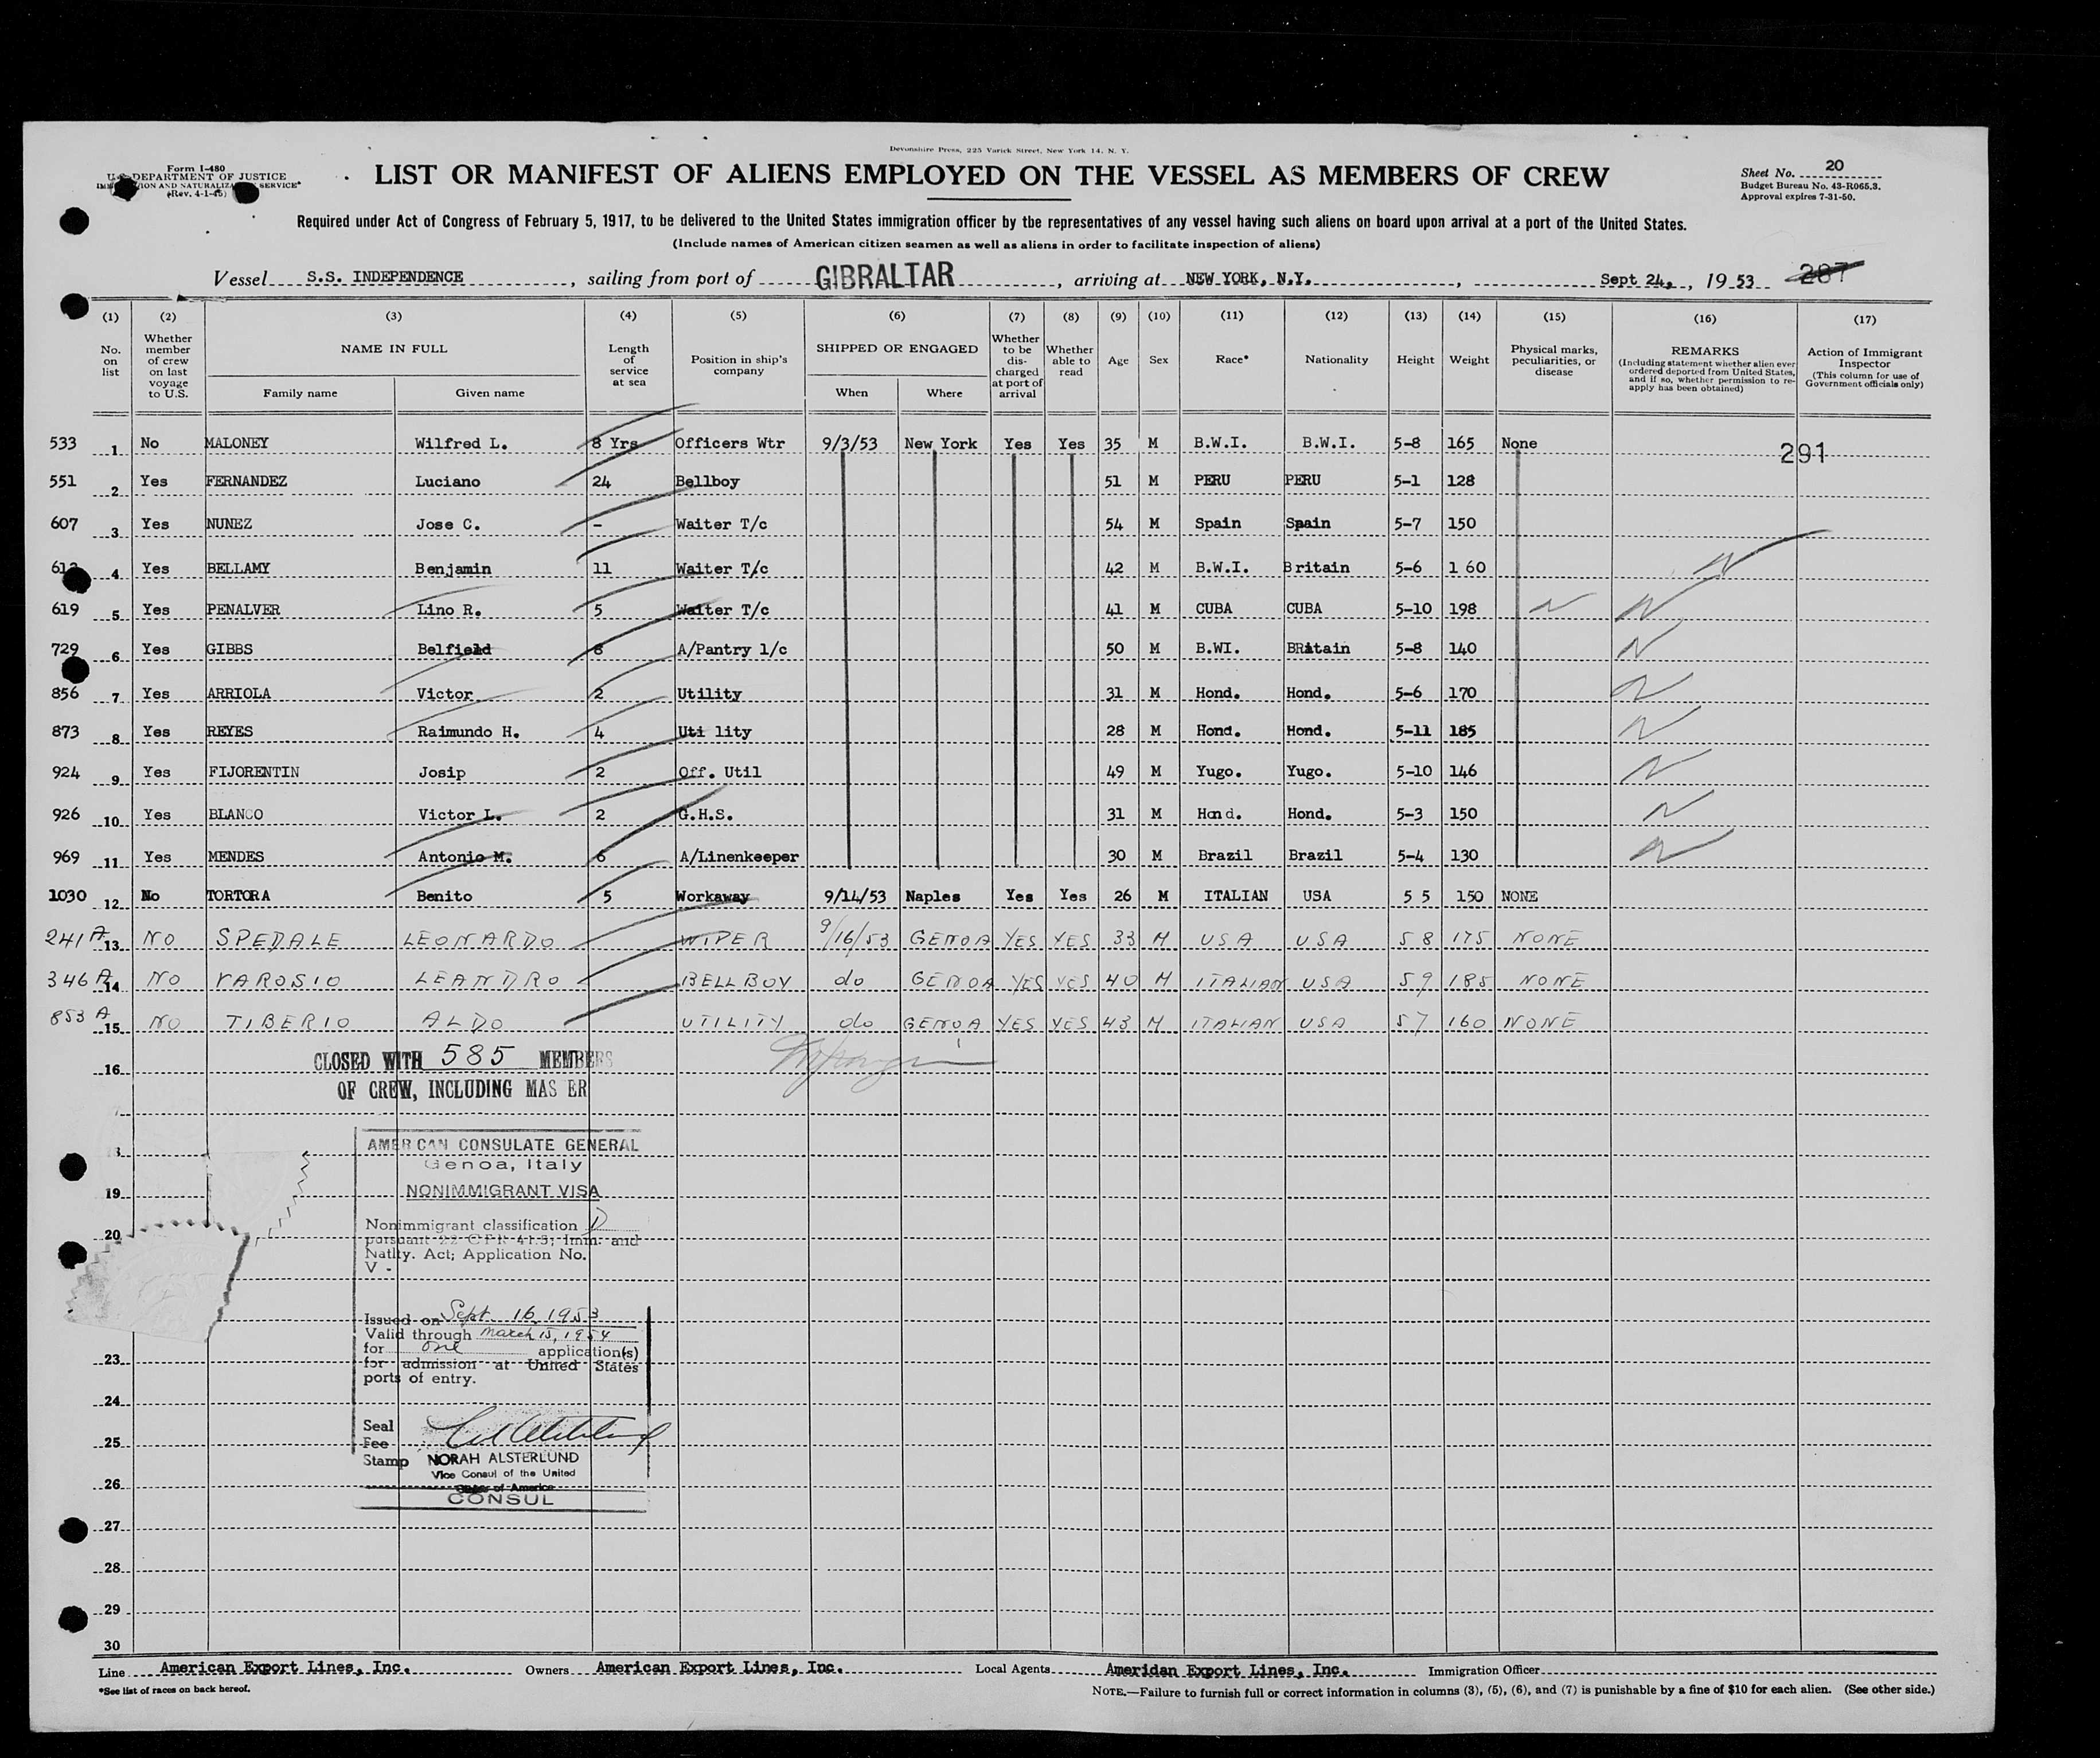 Devonshire Press, 225 Varick Street, New York 14, N. Y.
Form I-480
U. S. DEPARTMENT OF JUSTICE
IMMIGRATION AND NATURALIZATION SERVICE*
(Rev. 4-1-45)
LIST OR MANIFEST OF ALIENS EMPLOYED ON THE VESSEL AS MEMBERS OF CREW
Sheet No. 20
Budget Bureau No. 43-R065.3.
Approval expires 7-31-50.
Required under Act of Congress of February 5, 1917, to be delivered to the United States immigration officer by the representatives of any vessel having such aliens on board upon arrival at a port of the United States.
(Include names of American citizen seamen as well as aliens in order to facilitate inspection of aliens)
Vessel S.S. INDEPENDENCE, sailing from port of GIBRALTAR, arriving at NEW YORK, N.Y., Sept 24, 1953 287
(1) (2) (3) (4) (5) (6) (7) (8) (9) (10) (11) (12) (13) (14) (15) (16) (17)
No. on list
Whether member of crew on last voyage to U.S.
NAME IN FULL
Family name Given name
Length of service at sea
Position in ship's company
SHIPPED OR ENGAGED
When Where
Whether to be discharged at port of arrival
Whether able to read
Age
Sex
Race*
Nationality
Height
Weight
Physical marks, peculiarities, or disease
REMARKS
(Including statement whether alien ever ordered deported from United States, and if so, whether permission to re-apply has been obtained)
Action of Immigrant Inspector
(This column for use of Government officials only)
533 1 No MALONEY Wilfred L. 8 Yrs Officers Wtr 9/3/53 New York Yes Yes 35 M B.W.I. B.W.I. 5-8 165 None 291
551 2 Yes FERNANDEZ Luciano 24 Bellboy 51 M PERU PERU 5-1 128
607 3 Yes NUNEZ Jose C. - Waiter T/c 54 M Spain Spain 5-7 150
4 Yes BELLAMY Benjamin 11 Waiter T/c 42 M B.W.I. Britain 5-6 1 60
619 5 Yes PENALVER Lino R. 5 Waiter T/c 41 M CUBA CUBA 5-10 198
729 6 Yes GIBBS Belfield 6 A/Pantry 1/c 50 M B.WI. BRitain 5-8 140
856 7 Yes ARRIOLA Victor 2 Utility 31 M Hond. Hond. 5-6 170
873 8 Yes REYES Raimundo H. 4 Uti lity 28 M Hond. Hond. 5-11 185
924 9 Yes FIJORENTIN Josip 2 Off. Util 49 M Yugo. Yugo. 5-10 146
926 10 Yes BLANCO Victor L. 2 G.H.S. 31 M Hond. Hond. 5-3 150
969 11 Yes MENDES Antonio M. 6 A/Linenkeeper 30 M Brazil Brazil 5-4 130
1030 12 No TORTORA Benito 5 Workaway 9/14/53 Naples Yes Yes 26 M ITALIAN USA 5 5 150 NONE
241 A 13 NO SPEDALE LEONARDO WIPER 9/16/53 GENOA YES YES 33 M USA USA 5 8 175 NONE
346 A 14 NO VAROSIO LEANDRO BELL BOY do GENOA YES YES 40 M ITALIAN USA 5 9 185 NONE
853 A 15 NO TIBERIO ALDO UTILITY do GENOA YES YES 43 M ITALIAN USA 5 7 160 NONE
CLOSED WITH 585 MEMBERS
16
OF CREW, INCLUDING MAS ER
AMERICAN CONSULATE GENERAL
Genoa, Italy
19
NONIMMIGRANT VISA
Nonimmigrant classification D
20
pursuant 22 CFR 41.3; Imm. and
Natlty. Act; Application No.
V -
Issued on Sept 16, 1953
Valid through March 15, 1954
for one application(s)
23
for admission at United States
ports of entry.
24
Seal
25
Fee
Stamp NORAH ALSTERLUND
Vice Consul of the United
26
States of America
CONSUL
27
28
29
30
Line American Export Lines, Inc. Owners American Export Lines, Inc. Local Agents Ameridan Export Lines, Inc. Immigration Officer
*See list of races on back hereof.
NOTE.—Failure to furnish full or correct information in columns (3), (5), (6), and (7) is punishable by a fine of $10 for each alien. (See other side.)